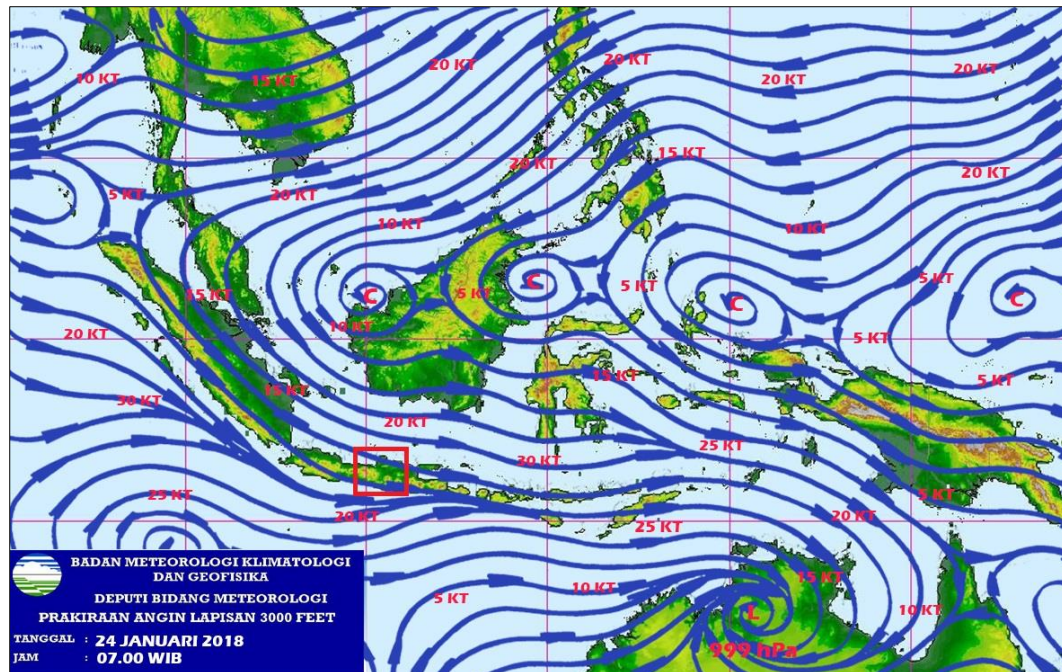 10 KT
15 KT
20 KT
20 KT
20 KT
20 KT
20 KT
15 KT
20 KT
5 KT
20 KT
20 KT
10 KT
10 KT
15 KT
C
10 KT
5 KT
C
5 KT
C
5 KT
C
20 KT
5 KT
15 KT
15 KT
5 KT
30 KT
20 KT
25 KT
30 KT
25 KT
5 KT
20 KT
25 KT
20 KT
15 KT
10 KT
5 KT
10 KT
L
999 hPa
BADAN METEOROLOGI KLIMATOLOGI
DAN GEOFISIKA
DEPUTI BIDANG METEOROLOGI
PRAKIRAAN ANGIN LAPISAN 3000 FEET
TANGGAL : 24 JANUARI 2018
JAM : 07.00 WIB